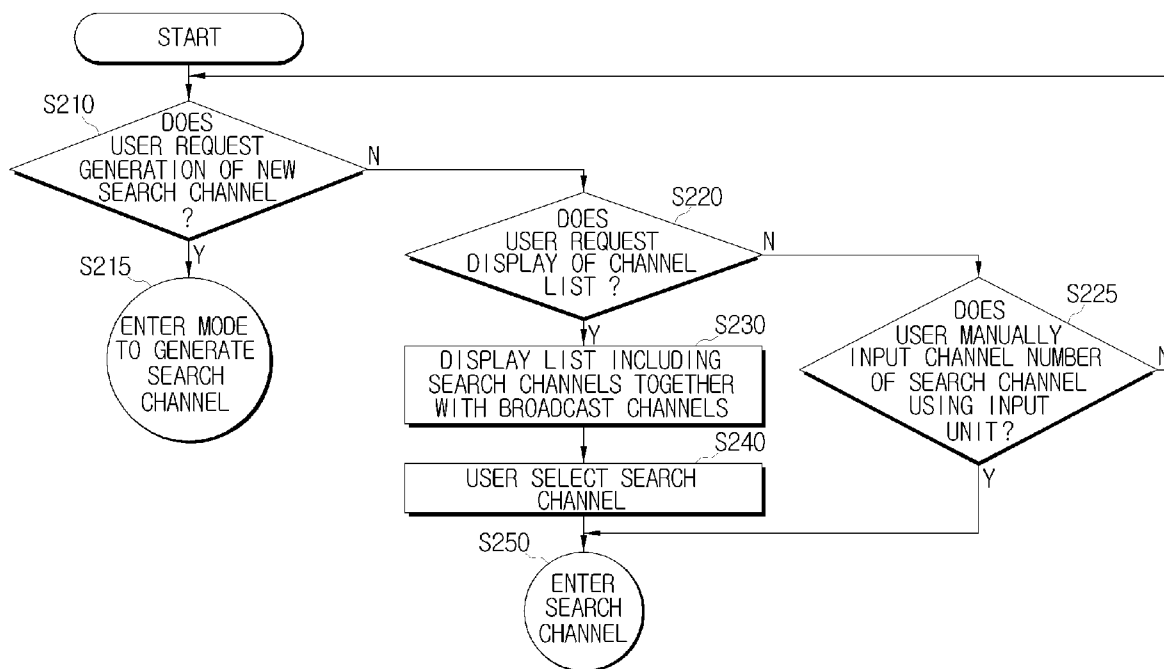 START
S210
DOES
USER REQUEST
GENERATION OF NEW
SEARCH CHANNEL
?
N
Y
S215
ENTER MODE
TO GENERATE
SEARCH
CHANNEL
S220
DOES
USER REQUEST
DISPLAY OF CHANNEL
LIST ?
N
Y
S225
DOES
USER MANUALLY
INPUT CHANNEL NUMBER
OF SEARCH CHANNEL
USING INPUT
UNIT?
N
Y
S230
DISPLAY LIST INCLUDING
SEARCH CHANNELS TOGETHER
WITH BROADCAST CHANNELS
S240
USER SELECT SEARCH
CHANNEL
S250
ENTER
SEARCH
CHANNEL